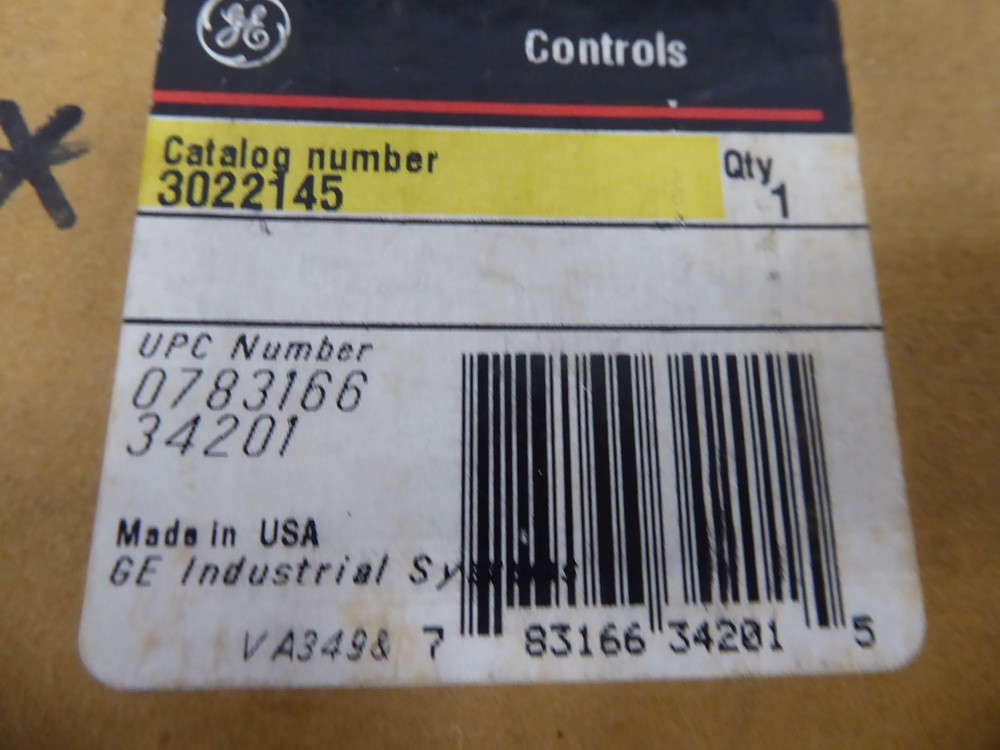 GE
Controls
Catalog number
3022145
Qty
1
UPC Number
0783166
34201
Made in USA
GE Industrial Systems
VA349& 7 83166 34201 5